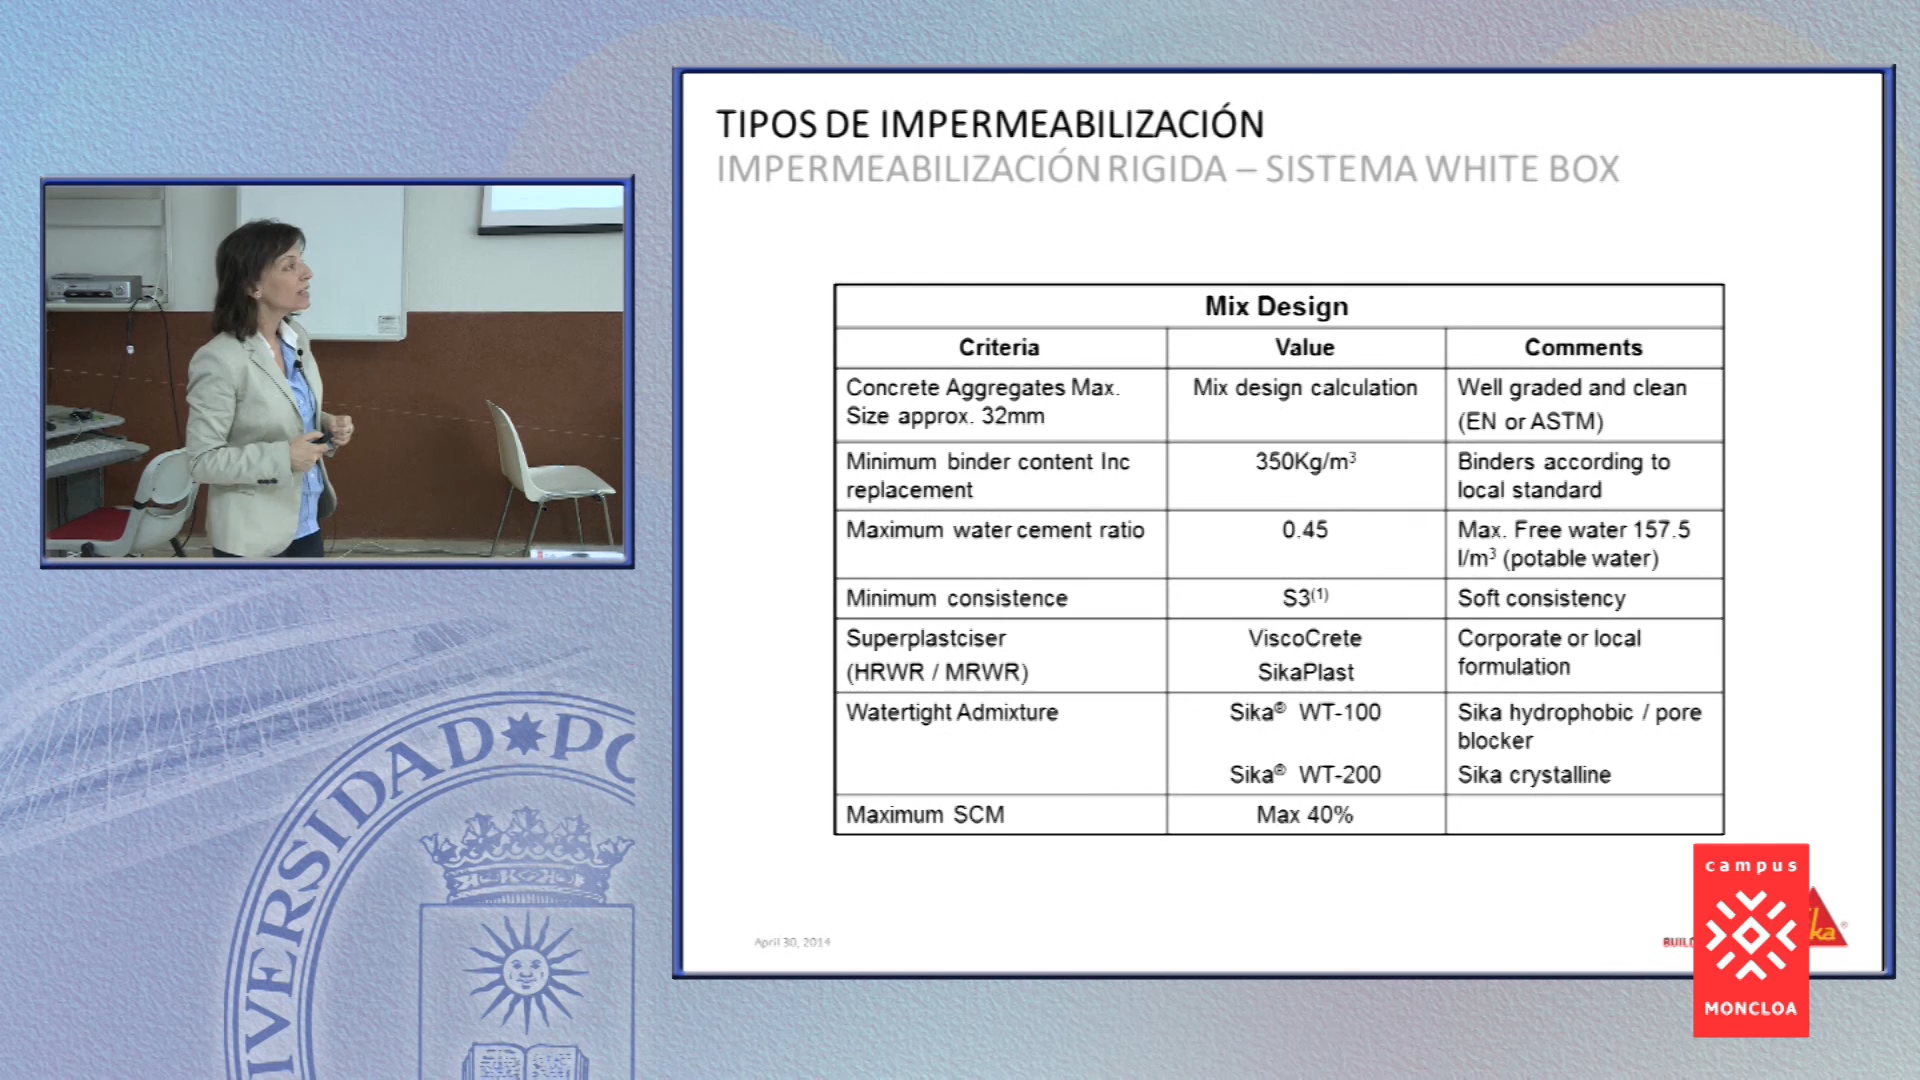 TIPOS DE IMPERMEABILIZACIÓN
IMPERMEABILIZACIÓN RIGIDA – SISTEMA WHITE BOX
Mix Design
Criteria Value Comments
Concrete Aggregates Max. Size approx. 32mm Mix design calculation Well graded and clean (EN or ASTM)
Minimum binder content Inc replacement 350Kg/m³ Binders according to local standard
Maximum water cement ratio 0.45 Max. Free water 157.5 l/m³ (potable water)
Minimum consistence S3⁽¹⁾ Soft consistency
Superplastciser (HRWR / MRWR) ViscoCrete SikaPlast Corporate or local formulation
Watertight Admixture Sika® WT-100 Sika hydrophobic / pore blocker
Sika® WT-200 Sika crystalline
Maximum SCM Max 40%
April 30, 2014
BUILD
ka®
campus
MONCLOA
IVERSIDAD PO